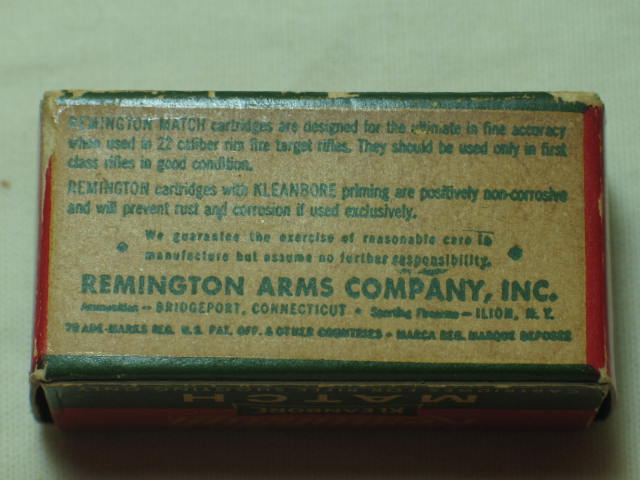 REMINGTON MATCH cartridges are designed for the ultimate in fine accuracy
when used in 22 caliber rim fire target rifles. They should be used only in first
class rifles in good condition.
REMINGTON cartridges with KLEANBORE priming are positively non-corrosive
and will prevent rust and corrosion if used exclusively.
We guarantee the exercise of reasonable care in
manufacture but assume no further responsibility.
REMINGTON ARMS COMPANY, INC.
Ammunition -- BRIDGEPORT, CONNECTICUT * Sporting Firearms -- ILION, N. Y.
TRADE-MARKS REG. U.S. PAT. OFF. & OTHER COUNTRIES - MARCA REG. MARQUE DEPOSEE
MATCH
KLEANBORE